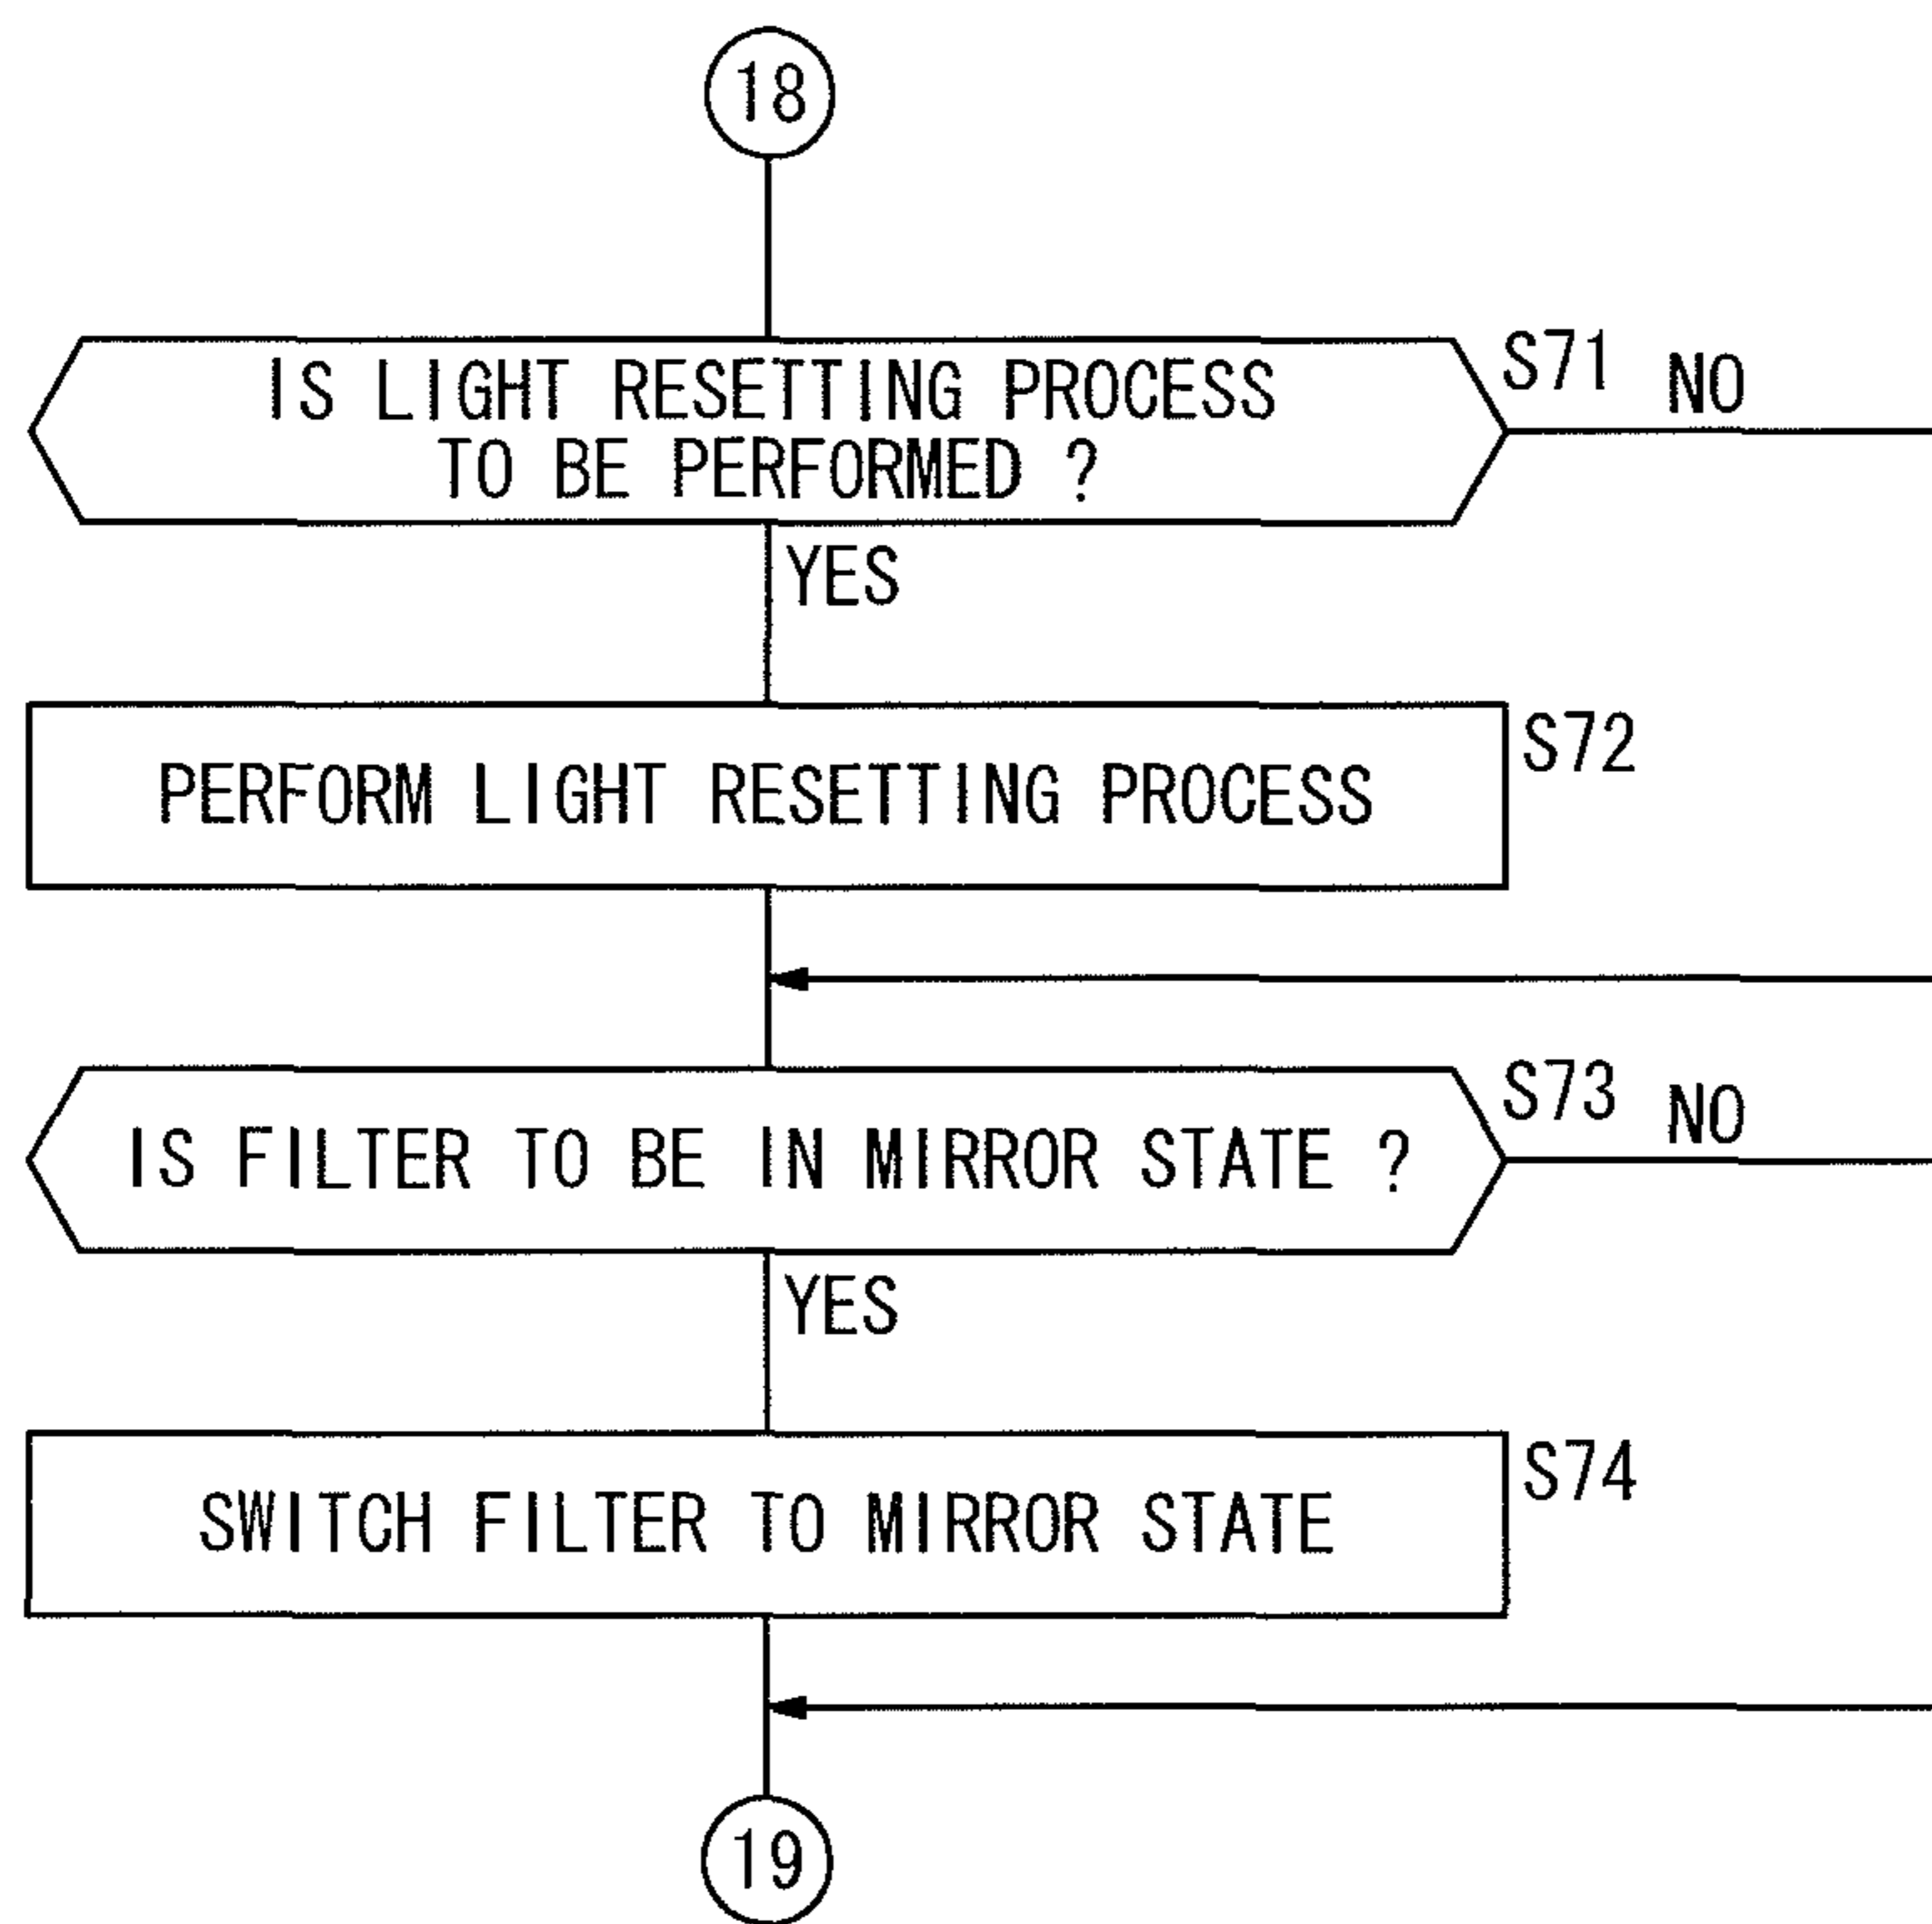 18
IS LIGHT RESETTING PROCESS
TO BE PERFORMED ?
S71
NO
YES
PERFORM LIGHT RESETTING PROCESS
S72
IS FILTER TO BE IN MIRROR STATE ?
S73
NO
YES
SWITCH FILTER TO MIRROR STATE
S74
19